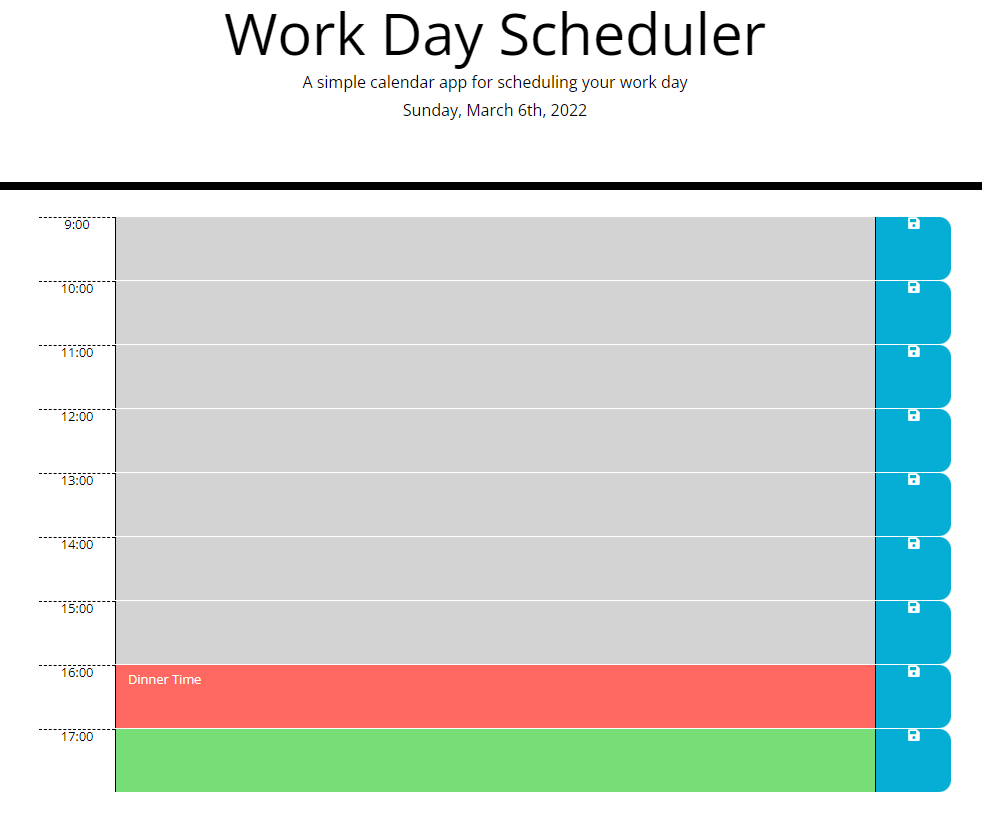 Work Day Scheduler
A simple calendar app for scheduling your work day
Sunday, March 6th, 2022
9:00
10:00
11:00
12:00
13:00
14:00
15:00
16:00 Dinner Time
17:00